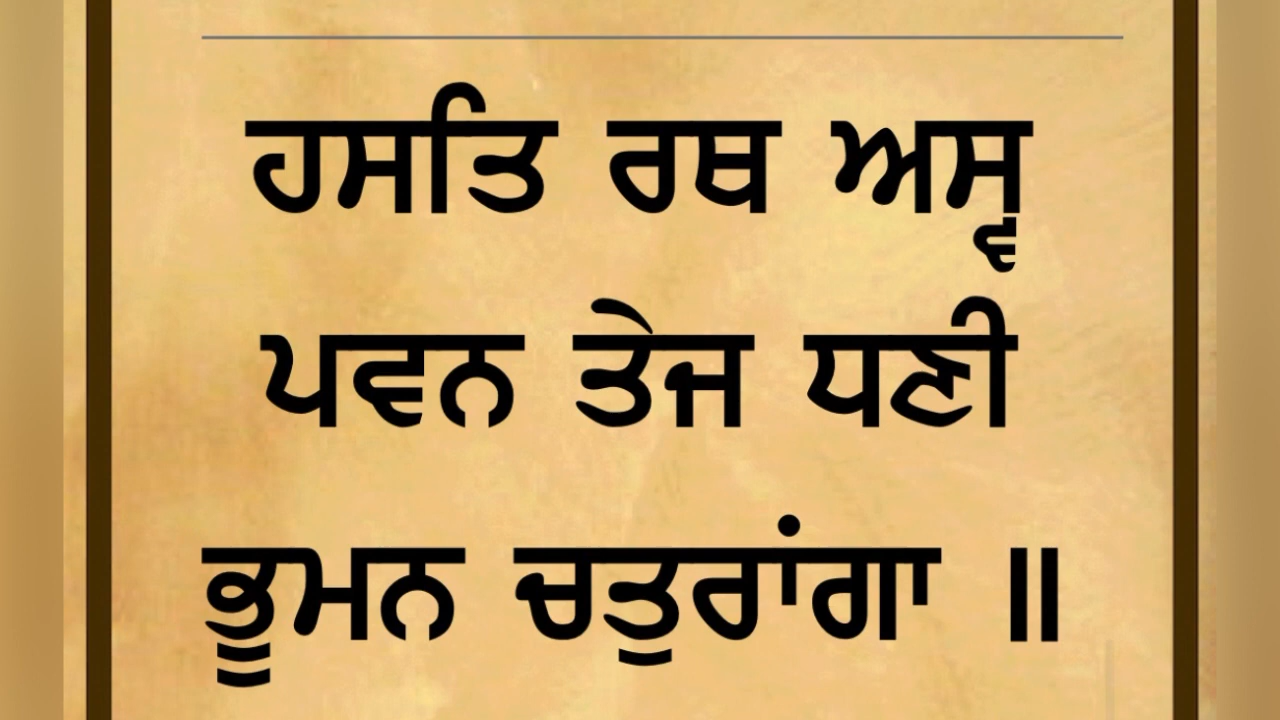 ਹਸਤਿ ਰਥ ਅਸ੍ਵ
ਪਵਨ ਤੇਜ ਧਣੀ
ਭੂਮਨ ਚਤੁਰਾਂਗਾ ॥